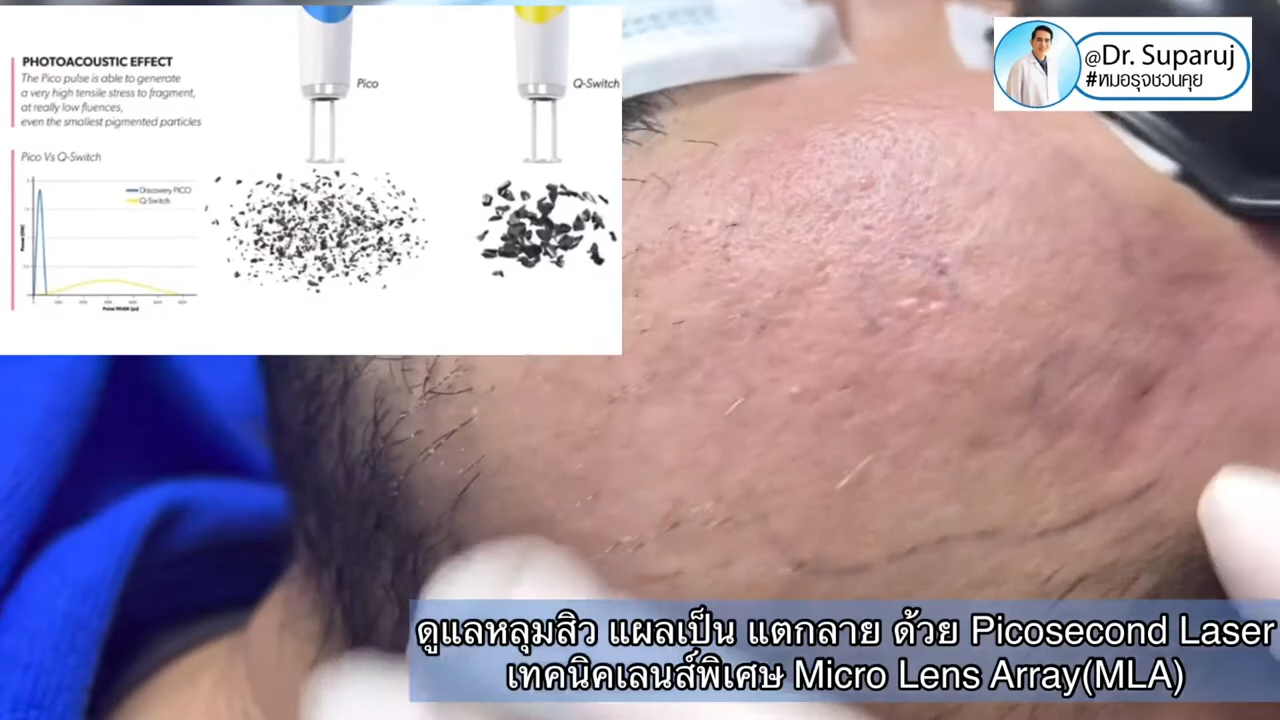 PHOTOACOUSTIC EFFECT
The Pico pulse is able to generate
a very high tensile stress to fragment,
at really low fluences,
even the smallest pigmented particles
Pico
Q-Switch
Pico Vs Q-Switch
Discovery PICO
Q-Switch
@Dr. Suparuj
#หมอรุจชวนคุย
ดูแลหลุมสิว แผลเป็น แตกลาย ด้วย Picosecond Laser
เทคนิคเลนส์พิเศษ Micro Lens Array(MLA)